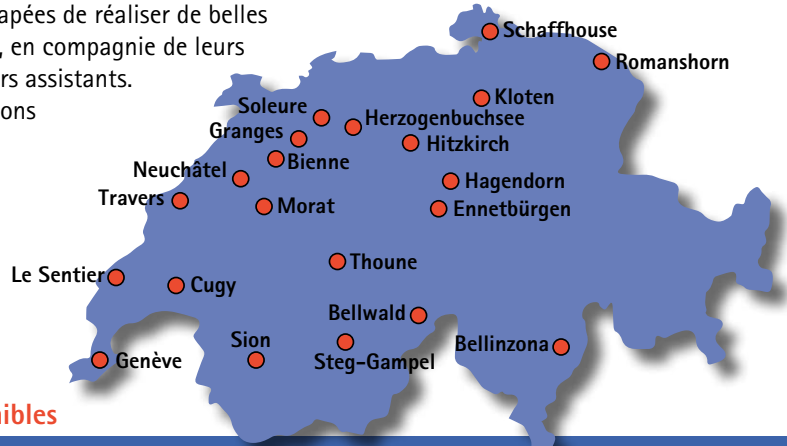 apées de réaliser de belles
, en compagnie de leurs
rs assistants.
ons
Schaffhouse
Romanshorn
Kloten
Soleure
Herzogenbuchsee
Granges
Hitzkirch
Bienne
Neuchâtel
Hagendorn
Travers
Morat
Ennetbürgen
Thoune
Le Sentier
Cugy
Bellwald
Sion
Bellinzona
Genève
Steg-Gampel
nibles